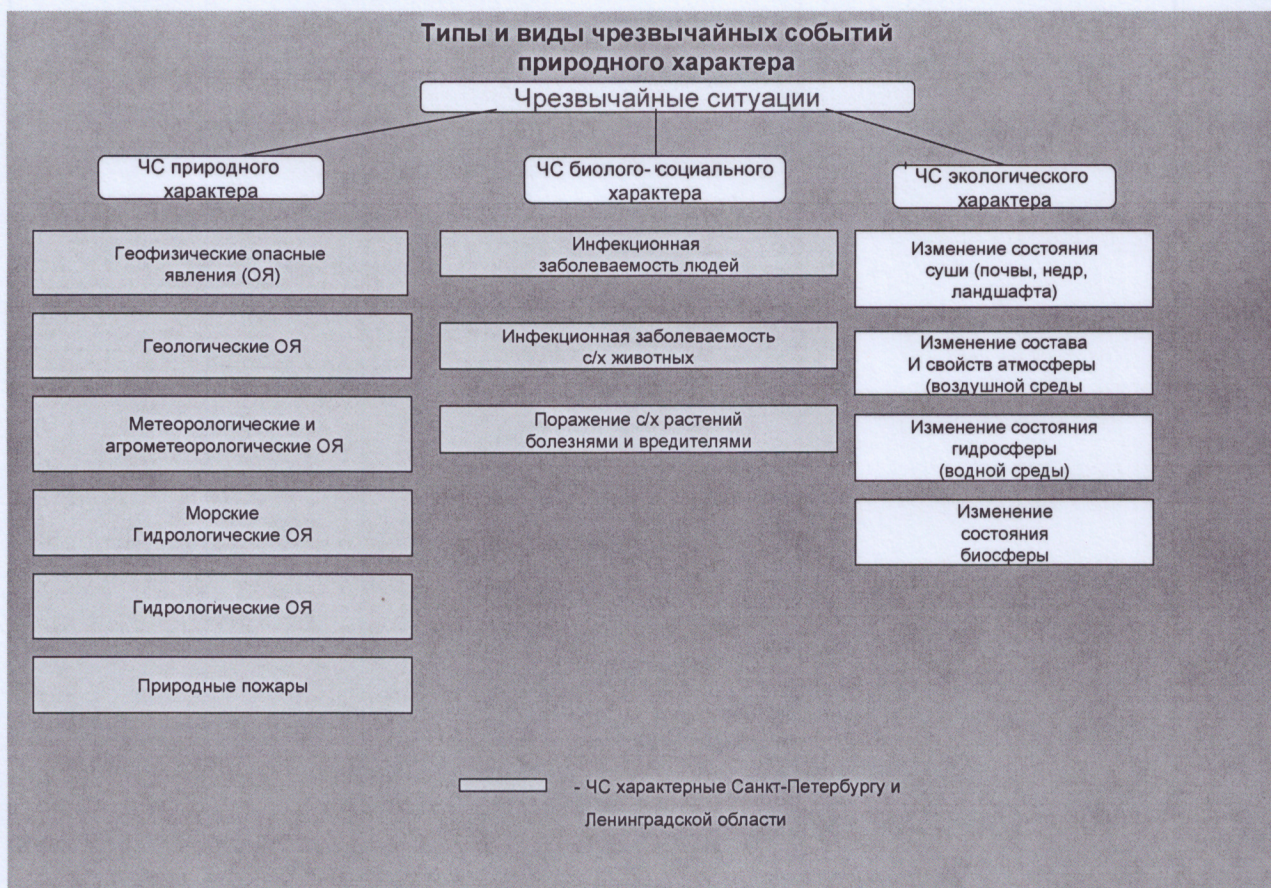 Типы и виды чрезвычайных событий
природного характера
Чрезвычайные ситуации
ЧС природного
характера
ЧС биолого- социального
характера
ЧС экологического
характера
Геофизические опасные
явления (ОЯ)
Геологические ОЯ
Метеорологические и
агрометеорологические ОЯ
Морские
Гидрологические ОЯ
Гидрологические ОЯ
Природные пожары
Инфекционная
заболеваемость людей
Инфекционная заболеваемость
с/х животных
Поражение с/х растений
болезнями и вредителями
Изменение состояния
суши (почвы, недр,
ландшафта)
Изменение состава
И свойств атмосферы
(воздушной среды
Изменение состояния
гидросферы
(водной среды)
Изменение
состояния
биосферы
- ЧС характерные Санкт-Петербургу и
Ленинградской области